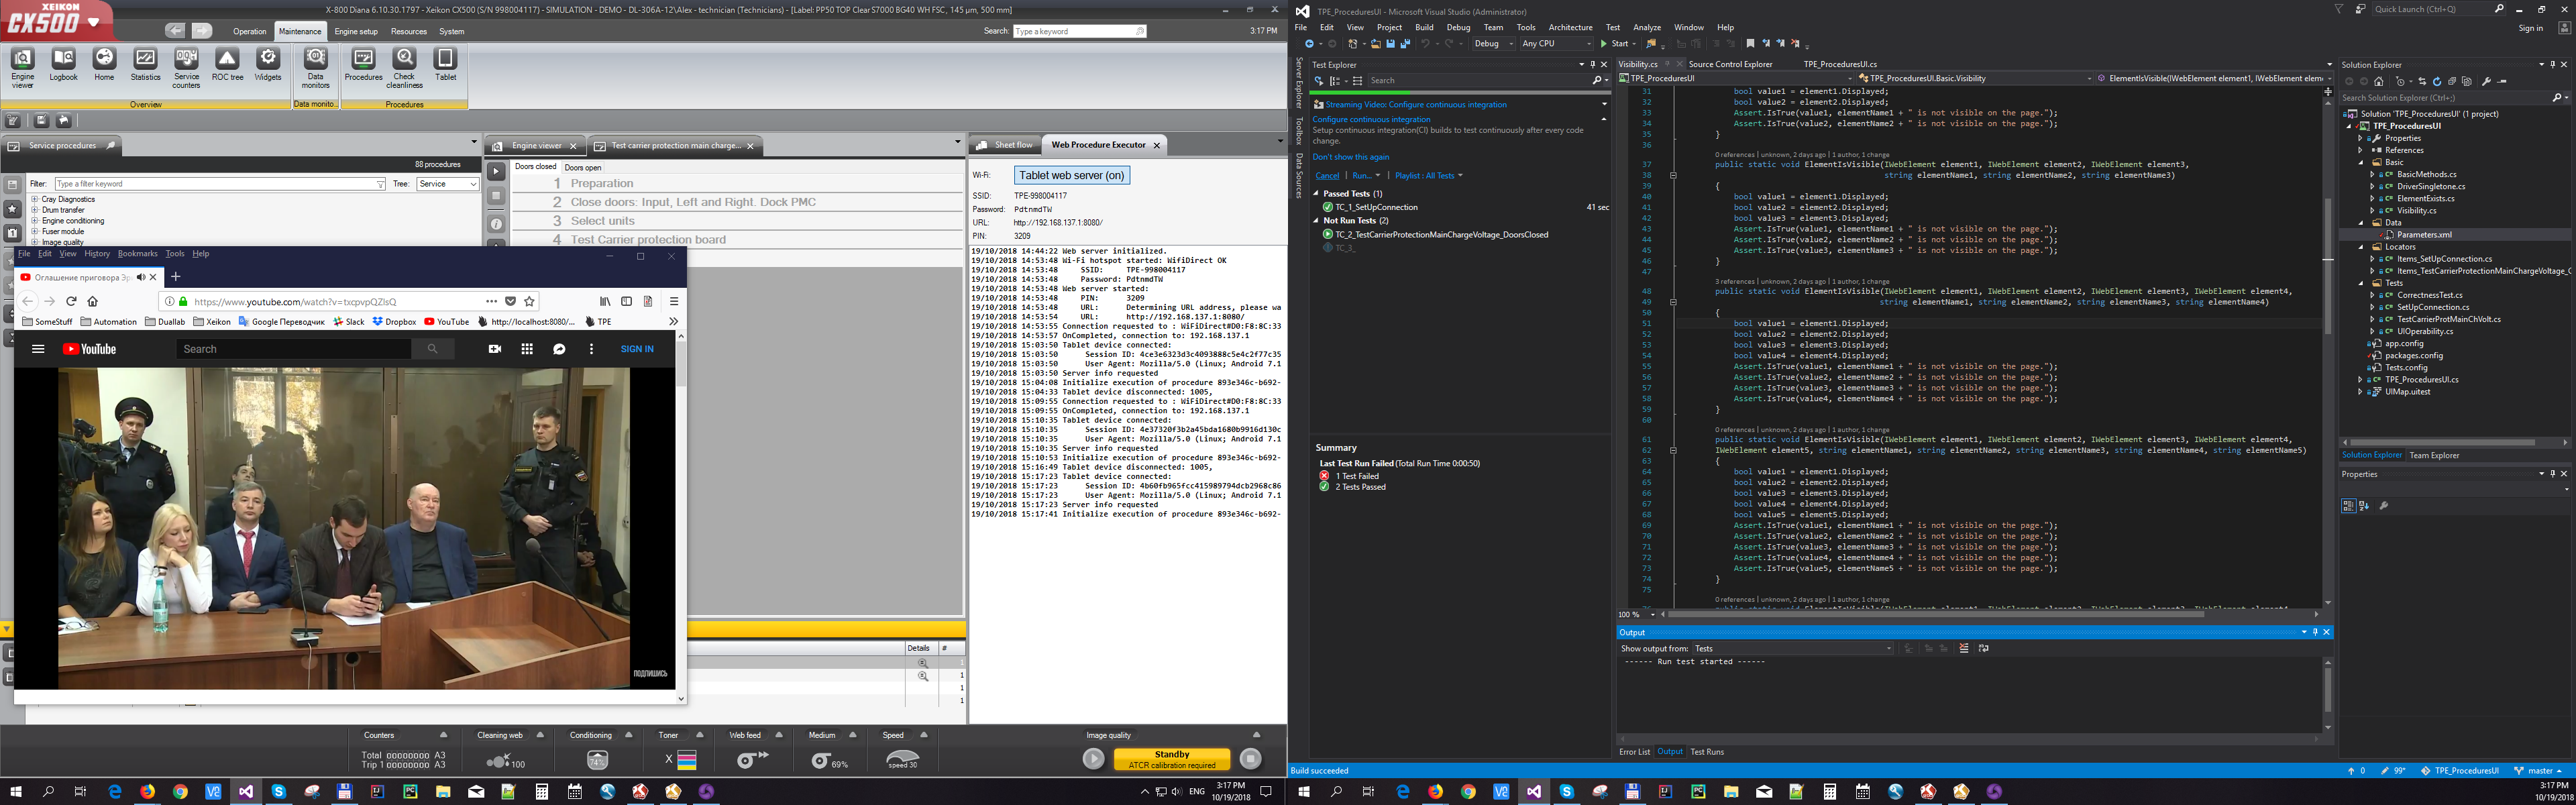 XEIKON
CX500
X-800 Diana 6.10.30.1797 - Xeikon CX500 (S/N 998004117) - SIMULATION - DEMO - DL-306A-12\Alex - technician (Technicians) - [Label: PP50 TOP Clear S7000 BG40 WH FSC, 145 µm, 500 mm]
Operation Maintenance Engine setup Resources System
Search: Type a keyword 3:17 PM
Engine viewer Logbook Home Statistics Service counters ROC tree Widgets Data monitors Procedures Check cleanliness Tablet
Overview Data monito... Procedures
Service procedures
88 procedures
Filter: Type a filter keyword Tree: Service
Cray Diagnostics
Drum transfer
Engine conditioning
Fuser module
Image quality
Engine viewer Test carrier protection main charge...
Doors closed Doors open
1 Preparation
2 Close doors: Input, Left and Right. Dock PMC
3 Select units
4 Test Carrier protection board
Sheet flow Web Procedure Executor
Wi-Fi: Tablet web server (on)
SSID: TPE-998004117
Password: PdtnmdTW
URL: http://192.168.137.1:8080/
PIN: 3209
19/10/2018 14:44:22 Web server initialized.
19/10/2018 14:53:48 Wi-Fi hotspot started: WifiDirect OK
19/10/2018 14:53:48 SSID: TPE-998004117
19/10/2018 14:53:48 Password: PdtnmdTW
19/10/2018 14:53:48 Web server started:
19/10/2018 14:53:48 PIN: 3209
19/10/2018 14:53:48 URL: Determining URL address, please wa
19/10/2018 14:53:54 URL: http://192.168.137.1:8080/
19/10/2018 14:53:55 Connection requested to : WiFiDirect#D0:F8:8C:33
19/10/2018 14:53:57 OnCompleted, connection to: 192.168.137.1
19/10/2018 15:03:50 Tablet device connected:
19/10/2018 15:03:50 Session ID: 4ce3e6323d3c4093888c5e4c2f77c35
19/10/2018 15:03:50 User Agent: Mozilla/5.0 (Linux; Android 7.1
19/10/2018 15:03:50 Server info requested
19/10/2018 15:04:08 Initialize execution of procedure 893e346c-b692-
19/10/2018 15:04:33 Tablet device disconnected: 1005,
19/10/2018 15:09:55 Connection requested to : WiFiDirect#D0:F8:8C:33
19/10/2018 15:09:55 OnCompleted, connection to: 192.168.137.1
19/10/2018 15:10:35 Tablet device connected:
19/10/2018 15:10:35 Session ID: 4e37320f3b2a45bda1680b9916d130c
19/10/2018 15:10:35 User Agent: Mozilla/5.0 (Linux; Android 7.1
19/10/2018 15:10:35 Server info requested
19/10/2018 15:10:53 Initialize execution of procedure 893e346c-b692-
19/10/2018 15:16:49 Tablet device disconnected: 1005,
19/10/2018 15:17:23 Tablet device connected:
19/10/2018 15:17:23 Session ID: 4b60fb965fcc415989794dcb2968c86
19/10/2018 15:17:23 User Agent: Mozilla/5.0 (Linux; Android 7.1
19/10/2018 15:17:23 Server info requested
19/10/2018 15:17:41 Initialize execution of procedure 893e346c-b692-
File Edit View History Bookmarks Tools Help
Оглашение приговора Эр
https://www.youtube.com/watch?v=txcpvpQZlsQ
SomeStuff Automation Duallab Xeikon Google Переводчик Slack Dropbox YouTube http://localhost:8080/... TPE
YouTube Search SIGN IN
ПОДПИШИСЬ
Details #
1
1
1
1
Counters Cleaning web Conditioning Toner Web feed Medium Speed Image quality
Total 00000000 A3
Trip 1 00000000 A3
100 74% X 69% speed 30
Standby
ATCR calibration required
ENG 3:17 PM
10/19/2018
TPE_ProceduresUI - Microsoft Visual Studio (Administrator)
Quick Launch (Ctrl+Q)
File Edit View Project Build Debug Team Tools Architecture Test Analyze Window Help Sign in
Debug Any CPU Start
Server Explorer
Toolbox
Data Sources
Test Explorer
Search
Streaming Video: Configure continuous integration
Configure continuous integration
Setup continuous integration(CI) builds to test continuously after every code
change.
Don't show this again
Cancel | Run... | Playlist : All Tests
Passed Tests (1)
TC_1_SetUpConnection 41 sec
Not Run Tests (2)
TC_2_TestCarrierProtectionMainChargeVoltage_DoorsClosed
TC_3_
Summary
Last Test Run Failed (Total Run Time 0:00:50)
1 Test Failed
2 Tests Passed
Visibility.cs Source Control Explorer TPE_ProceduresUI.cs
TPE_ProceduresUI TPE_ProceduresUI.Basic.Visibility ElementIsVisible(IWebElement element1, IWebElement elem
31 bool value1 = element1.Displayed;
32 bool value2 = element2.Displayed;
33 Assert.IsTrue(value1, elementName1 + " is not visible on the page.");
34 Assert.IsTrue(value2, elementName2 + " is not visible on the page.");
35 }
36
0 references | unknown, 2 days ago | 1 author, 1 change
37 public static void ElementIsVisible(IWebElement element1, IWebElement element2, IWebElement element3,
38 string elementName1, string elementName2, string elementName3)
39 {
40 bool value1 = element1.Displayed;
41 bool value2 = element2.Displayed;
42 bool value3 = element3.Displayed;
43 Assert.IsTrue(value1, elementName1 + " is not visible on the page.");
44 Assert.IsTrue(value2, elementName2 + " is not visible on the page.");
45 Assert.IsTrue(value3, elementName3 + " is not visible on the page.");
46 }
47
3 references | unknown, 2 days ago | 1 author, 1 change
48 public static void ElementIsVisible(IWebElement element1, IWebElement element2, IWebElement element3, IWebElement element4,
49 string elementName1, string elementName2, string elementName3, string elementName4)
50 {
51 bool value1 = element1.Displayed;
52 bool value2 = element2.Displayed;
53 bool value3 = element3.Displayed;
54 bool value4 = element4.Displayed;
55 Assert.IsTrue(value1, elementName1 + " is not visible on the page.");
56 Assert.IsTrue(value2, elementName2 + " is not visible on the page.");
57 Assert.IsTrue(value3, elementName3 + " is not visible on the page.");
58 Assert.IsTrue(value4, elementName4 + " is not visible on the page.");
59 }
60
0 references | unknown, 2 days ago | 1 author, 1 change
61 public static void ElementIsVisible(IWebElement element1, IWebElement element2, IWebElement element3, IWebElement element4,
62 IWebElement element5, string elementName1, string elementName2, string elementName3, string elementName4, string elementName5)
63 {
64 bool value1 = element1.Displayed;
65 bool value2 = element2.Displayed;
66 bool value3 = element3.Displayed;
67 bool value4 = element4.Displayed;
68 bool value5 = element5.Displayed;
69 Assert.IsTrue(value1, elementName1 + " is not visible on the page.");
70 Assert.IsTrue(value2, elementName2 + " is not visible on the page.");
71 Assert.IsTrue(value3, elementName3 + " is not visible on the page.");
72 Assert.IsTrue(value4, elementName4 + " is not visible on the page.");
73 Assert.IsTrue(value5, elementName5 + " is not visible on the page.");
74 }
75
0 references | unknown, 2 days ago | 1 author, 1 change
100 %
Output
Show output from: Tests
------ Run test started ------
Error List Output Test Runs
Solution Explorer
Search Solution Explorer (Ctrl+;)
Solution 'TPE_ProceduresUI' (1 project)
TPE_ProceduresUI
Properties
References
Basic
BasicMethods.cs
DriverSingletone.cs
ElementExists.cs
Visibility.cs
Data
Parameters.xml
Locators
Items_SetUpConnection.cs
Items_TestCarrierProtectionMainChargeVoltage_C
Tests
CorrectnessTest.cs
SetUpConnection.cs
TestCarrierProtMainChVolt.cs
UIOperability.cs
app.config
packages.config
Tests.config
TPE_ProceduresUI.cs
UIMap.uitest
Solution Explorer Team Explorer
Properties
Build succeeded 0 99* TPE_ProceduresUI master
3:17 PM
10/19/2018